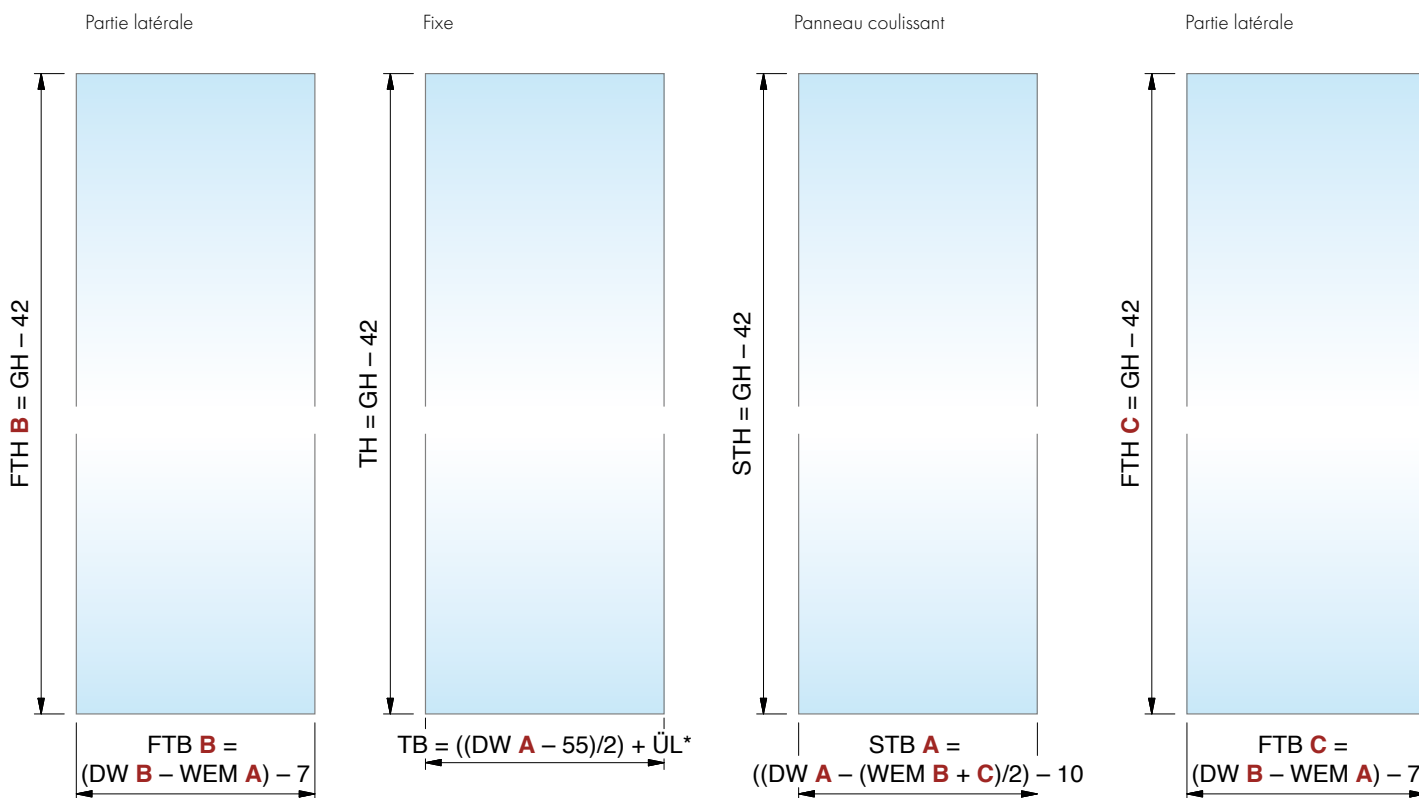 Partie latérale
Fixe
Panneau coulissant
Partie latérale
FTH B = GH – 42
TH = GH – 42
STH = GH – 42
FTH C = GH – 42
FTB B =
(DW B – WEM A) – 7
TB = ((DW A – 55)/2) + ÜL*
STB A =
((DW A – (WEM B + C)/2) – 10
FTB C =
(DW B – WEM A) – 7